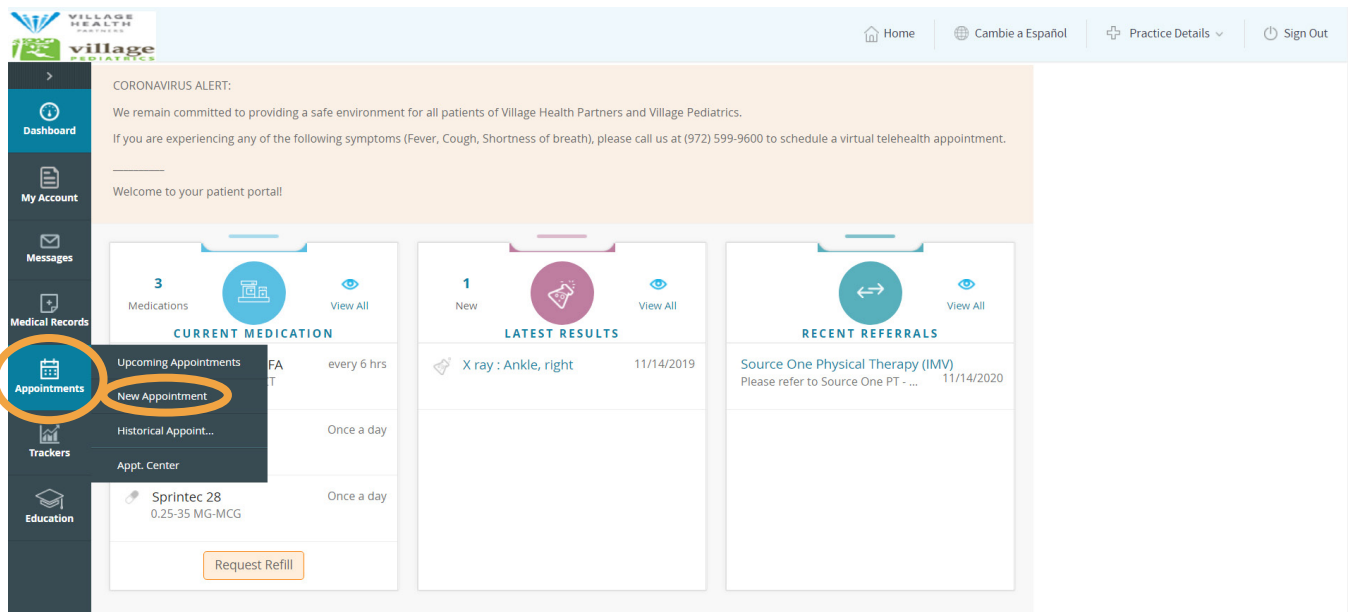 VILLAGE
HEALTH
PARTNERS
village
PEDIATRICS
Home
Cambie a Español
Practice Details
Sign Out
Dashboard
My Account
Messages
Medical Records
Appointments
Trackers
Education
CORONAVIRUS ALERT:
We remain committed to providing a safe environment for all patients of Village Health Partners and Village Pediatrics.
If you are experiencing any of the following symptoms (Fever, Cough, Shortness of breath), please call us at (972) 599-9600 to schedule a virtual telehealth appointment.
__________
Welcome to your patient portal!
3
Medications
View All
CURRENT MEDICATION
FA
every 6 hrs
CT
Once a day
Sprintec 28
Once a day
0.25-35 MG-MCG
Request Refill
Upcoming Appointments
New Appointment
Historical Appoint...
Appt. Center
1
New
View All
LATEST RESULTS
X ray : Ankle, right
11/14/2019
View All
RECENT REFERRALS
Source One Physical Therapy (IMV)
Please refer to Source One PT - ...
11/14/2020